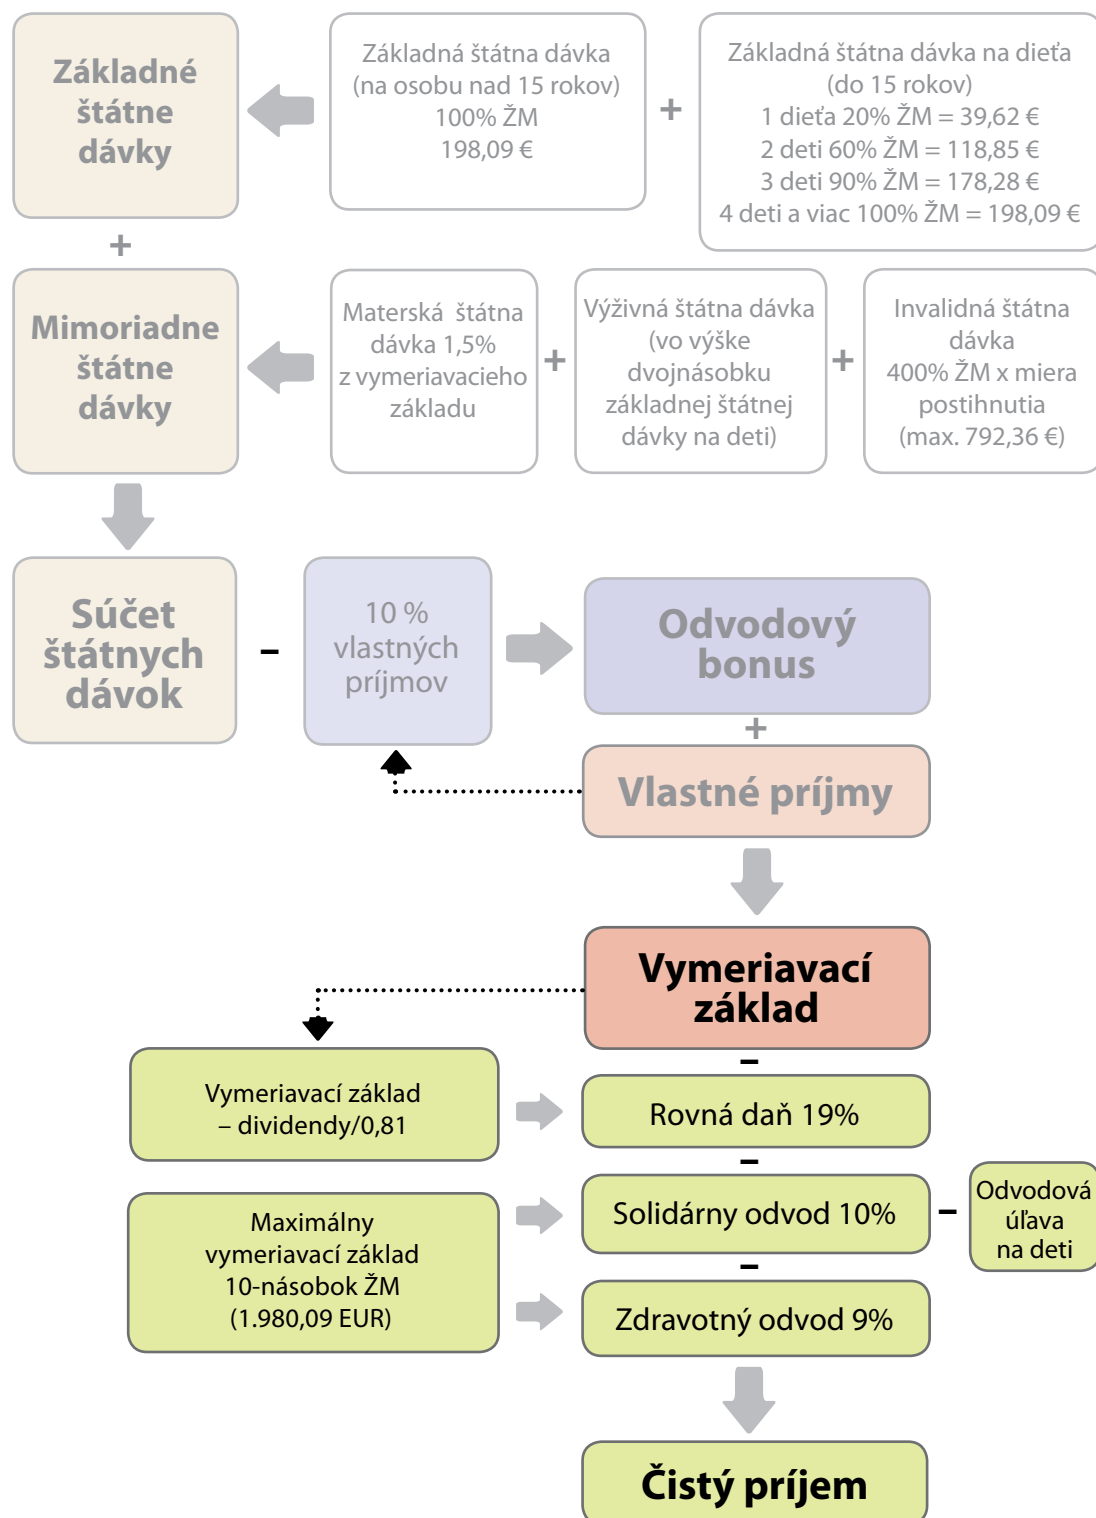 Základné
štátne
dávky
Základná štátna dávka
(na osobu nad 15 rokov)
100% ŽM
198,09 €
+
Základná štátna dávka na dieťa
(do 15 rokov)
1 dieťa 20% ŽM = 39,62 €
2 deti 60% ŽM = 118,85 €
3 deti 90% ŽM = 178,28 €
4 deti a viac 100% ŽM = 198,09 €
+
Mimoriadne
štátne
dávky
Materská štátna
dávka 1,5%
z vymeriavacieho
základu
+
Výživná štátna dávka
(vo výške
dvojnásobku
základnej štátnej
dávky na deti)
+
Invalidná štátna
dávka
400% ŽM x miera
postihnutia
(max. 792,36 €)
Súčet
štátnych
dávok
–
10 %
vlastných
príjmov
Odvodový
bonus
+
Vlastné príjmy
Vymeriavací
základ
–
Vymeriavací základ
– dividendy/0,81
Rovná daň 19%
–
Maximálny
vymeriavací základ
10-násobok ŽM
(1.980,09 EUR)
Solidárny odvod 10%
–
Odvodová
úľava
na deti
–
Zdravotný odvod 9%
Čistý príjem